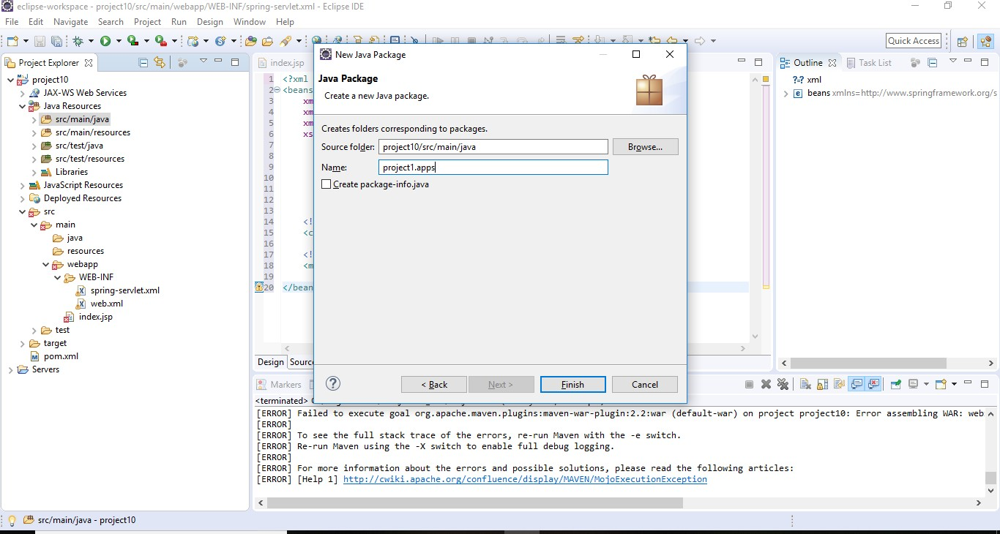 eclipse-workspace - project10/src/main/webapp/WEB-INF/spring-servlet.xml - Eclipse IDE
File Edit Navigate Search Project Run Design Window Help
Quick Access
Project Explorer
project10
JAX-WS Web Services
Java Resources
src/main/java
src/main/resources
src/test/java
src/test/resources
Libraries
JavaScript Resources
Deployed Resources
src
main
java
resources
webapp
WEB-INF
spring-servlet.xml
web.xml
index.jsp
test
target
pom.xml
Servers
index.jsp
1 <?xml
2 <beans
3 xm
4 xm
5 xm
6 xs
7
8
9
10
11
12
13
14 <!
15 <c
16
17 <!
18 <m
19
20 </bean
Design Source
New Java Package
Java Package
Create a new Java package.
Creates folders corresponding to packages.
Source folder: project10/src/main/java Browse...
Name: project1.apps
Create package-info.java
< Back Next > Finish Cancel
Outline Task List
?=? xml
e beans xmlns=http://www.springframework.org/s
Markers
<terminated>
[ERROR] Failed to execute goal org.apache.maven.plugins:maven-war-plugin:2.2:war (default-war) on project project10: Error assembling WAR: web
[ERROR]
[ERROR] To see the full stack trace of the errors, re-run Maven with the -e switch.
[ERROR] Re-run Maven using the -X switch to enable full debug logging.
[ERROR]
[ERROR] For more information about the errors and possible solutions, please read the following articles:
[ERROR] [Help 1] http://cwiki.apache.org/confluence/display/MAVEN/MojoExecutionException
src/main/java - project10